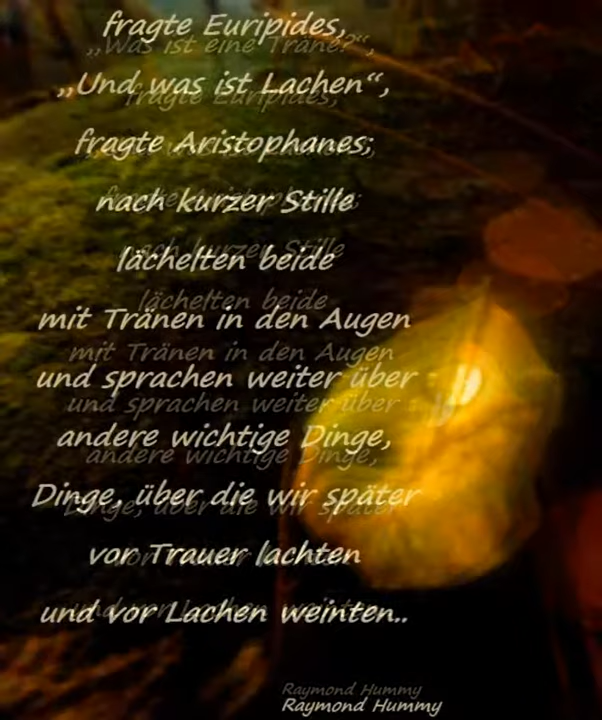 fragte Euripides,
„Was ist eine Träne?“,
„Und was ist Lachen“,
fragte Euripides,
fragte Aristophanes;
nach kurzer Stille
fragte Aristophanes;
nach kurzer Stille
lächelten beide
lächelten beide
mit Tränen in den Augen
mit Tränen in den Augen
und sprachen weiter über
und sprachen weiter über
andere wichtige Dinge,
andere wichtige Dinge,
Dinge, über die wir später
Dinge, über die wir später
vor Trauer lachten
und vor Lachen weinten..
Raymond Hummy
Raymond Hummy